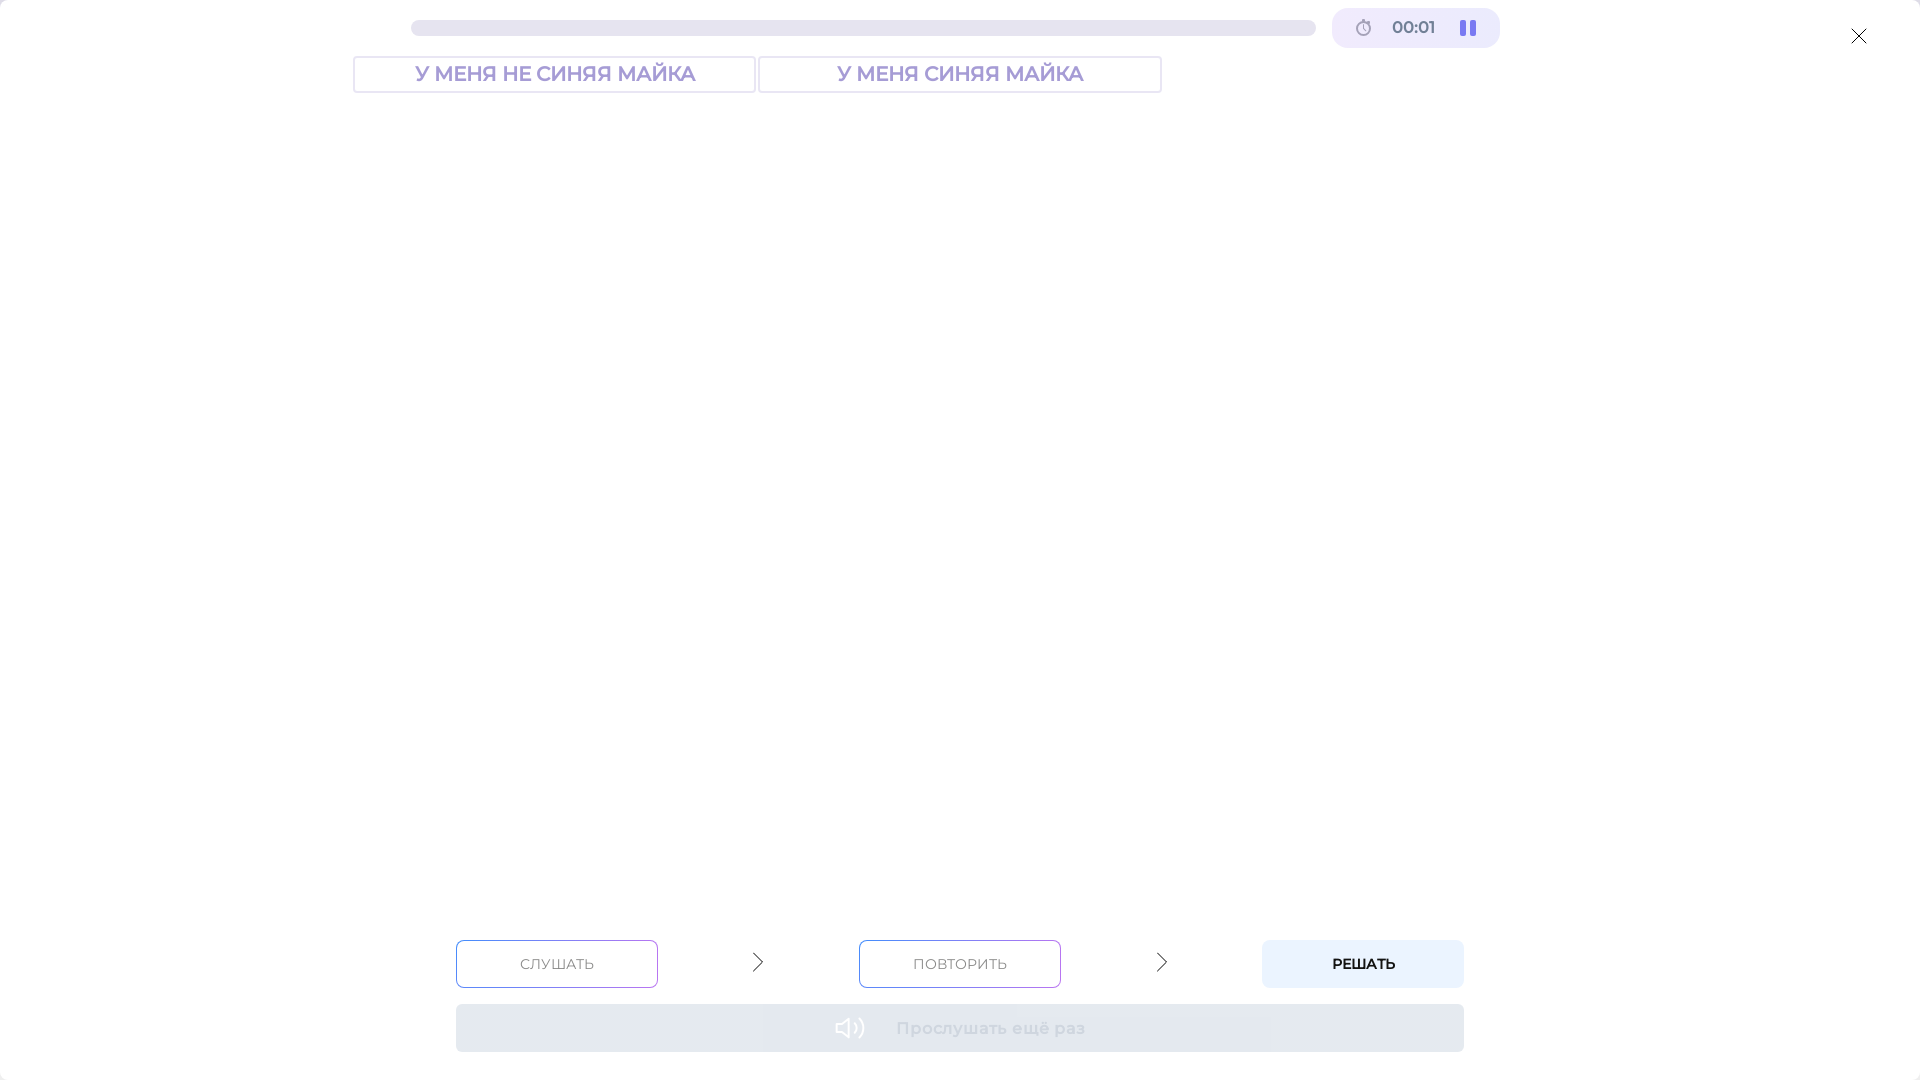 00:01
У МЕНЯ НЕ СИНЯЯ МАЙКА
У МЕНЯ СИНЯЯ МАЙКА
СЛУШАТЬ
ПОВТОРИТЬ
РЕШАТЬ
Прослушать ещё раз